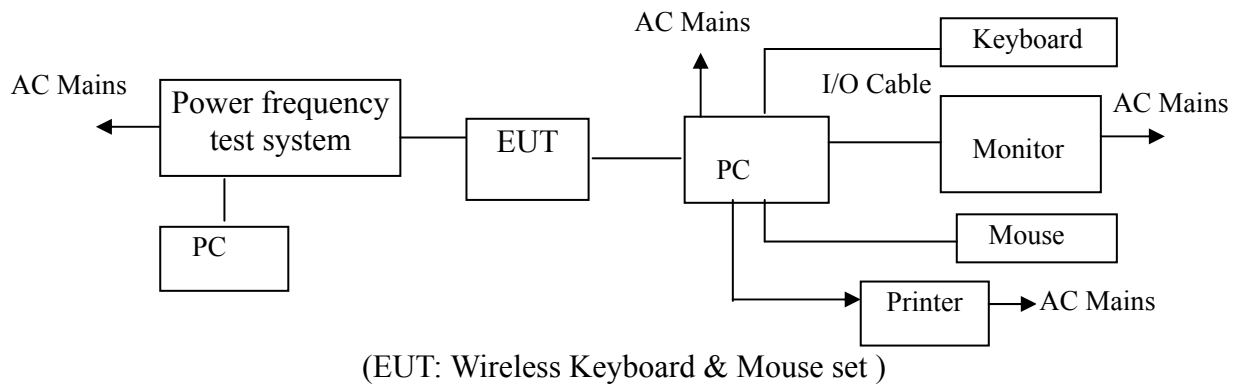 AC Mains
Keyboard
I/O Cable
AC Mains
Power frequency
test system
EUT
PC
Monitor
AC Mains
PC
Mouse
Printer
AC Mains
(EUT: Wireless Keyboard & Mouse set )